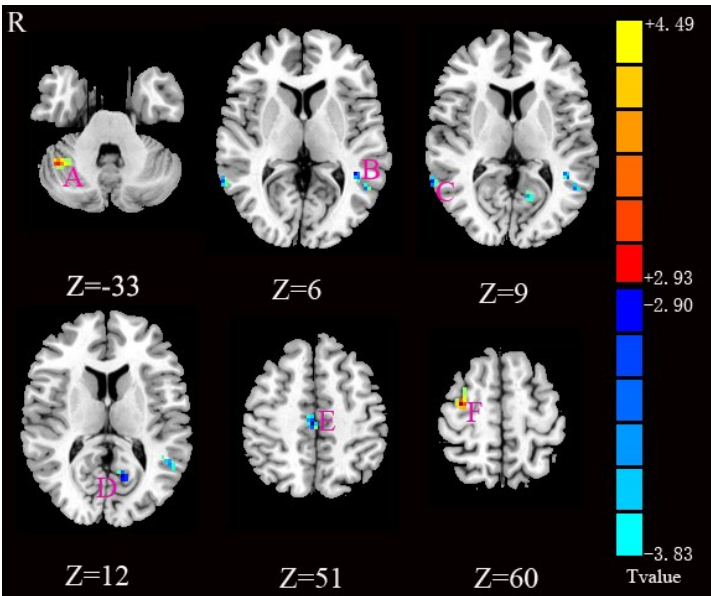 R
A
B
C
Z=-33
Z=6
Z=9
D
E
F
Z=12
Z=51
Z=60
+4.49
+2.93
-2.90
-3.83
Tvalue